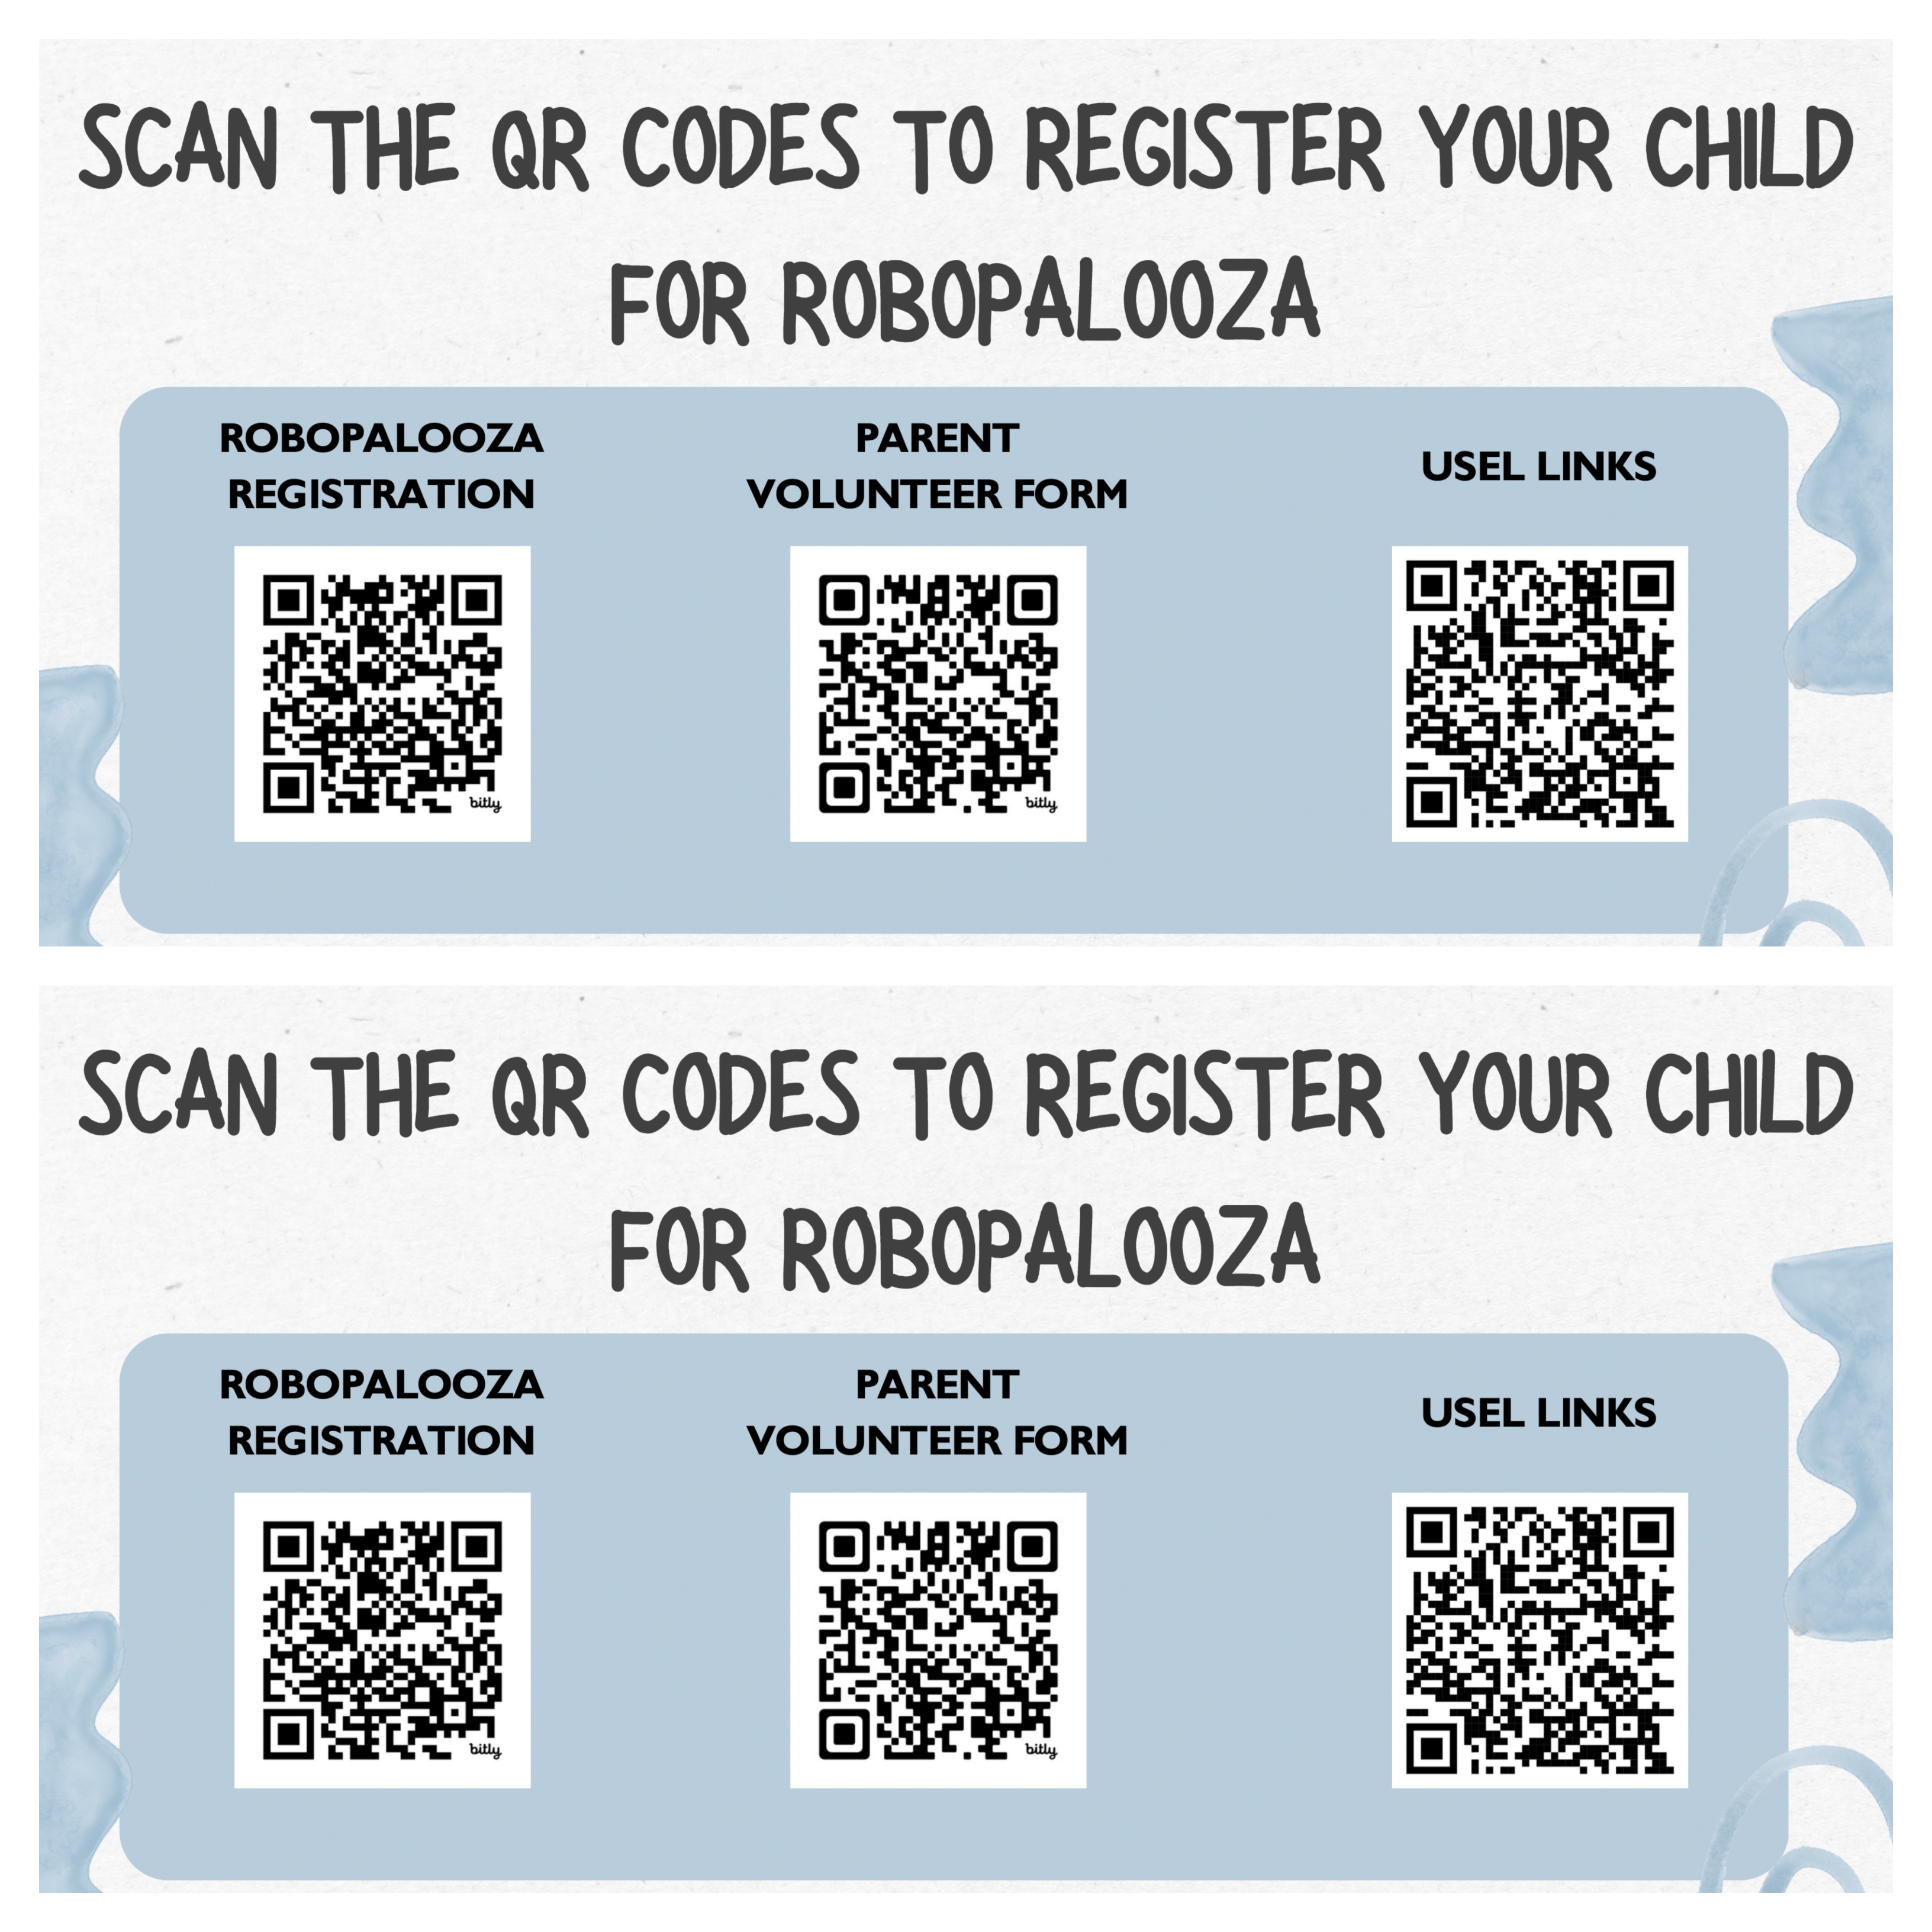 SCAN THE QR CODES TO REGISTER YOUR CHILD
FOR ROBOPALOOZA
ROBOPALOOZA
REGISTRATION
PARENT
VOLUNTEER FORM
USEL LINKS
bitly
bitly
SCAN THE QR CODES TO REGISTER YOUR CHILD
FOR ROBOPALOOZA
ROBOPALOOZA
REGISTRATION
PARENT
VOLUNTEER FORM
USEL LINKS
bitly
bitly